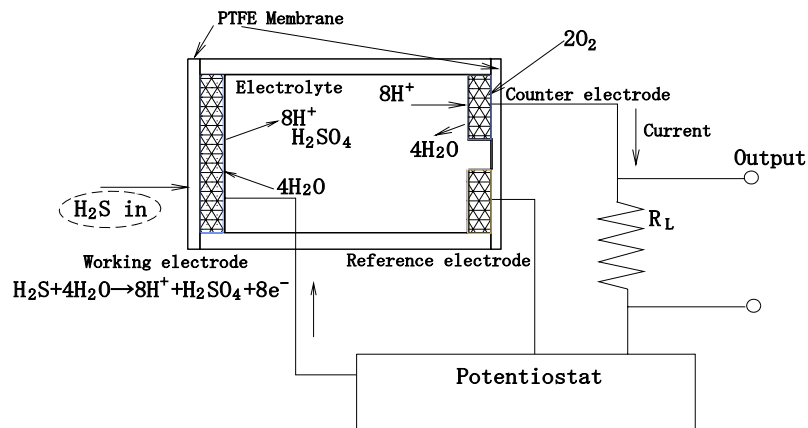 PTFE Membrane
2O₂
Electrolyte
8H⁺
Counter electrode
8H⁺
H₂SO₄
Current
4H₂O
Output
4H₂O
H₂S in
R_L
Working electrode
Reference electrode
H₂S+4H₂O→8H⁺+H₂SO₄+8e⁻
Potentiostat